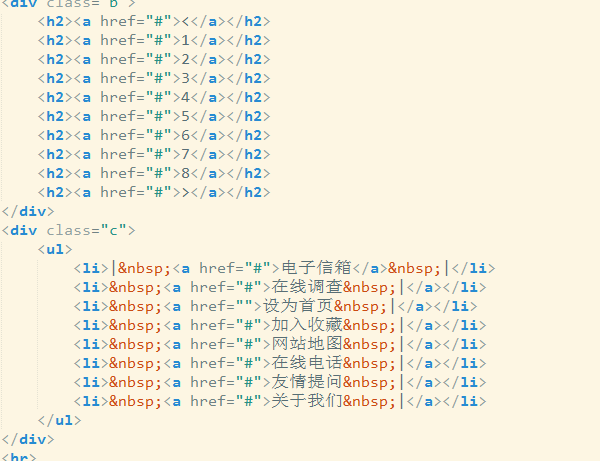 <div class="b">
<h2><a href="#"><</a></h2>
<h2><a href="#">1</a></h2>
<h2><a href="#">2</a></h2>
<h2><a href="#">3</a></h2>
<h2><a href="#">4</a></h2>
<h2><a href="#">5</a></h2>
<h2><a href="#">6</a></h2>
<h2><a href="#">7</a></h2>
<h2><a href="#">8</a></h2>
<h2><a href="#">></a></h2>
</div>
<div class="c">
<ul>
<li>|&nbsp;<a href="#">电子信箱</a>&nbsp;|</li>
<li>&nbsp;<a href="#">在线调查&nbsp;|</a></li>
<li>&nbsp;<a href="">设为首页&nbsp;|</a></li>
<li>&nbsp;<a href="#">加入收藏&nbsp;|</a></li>
<li>&nbsp;<a href="#">网站地图&nbsp;|</a></li>
<li>&nbsp;<a href="#">在线电话&nbsp;|</a></li>
<li>&nbsp;<a href="#">友情提问&nbsp;|</a></li>
<li>&nbsp;<a href="#">关于我们&nbsp;|</a></li>
</ul>
</div>
<hr>